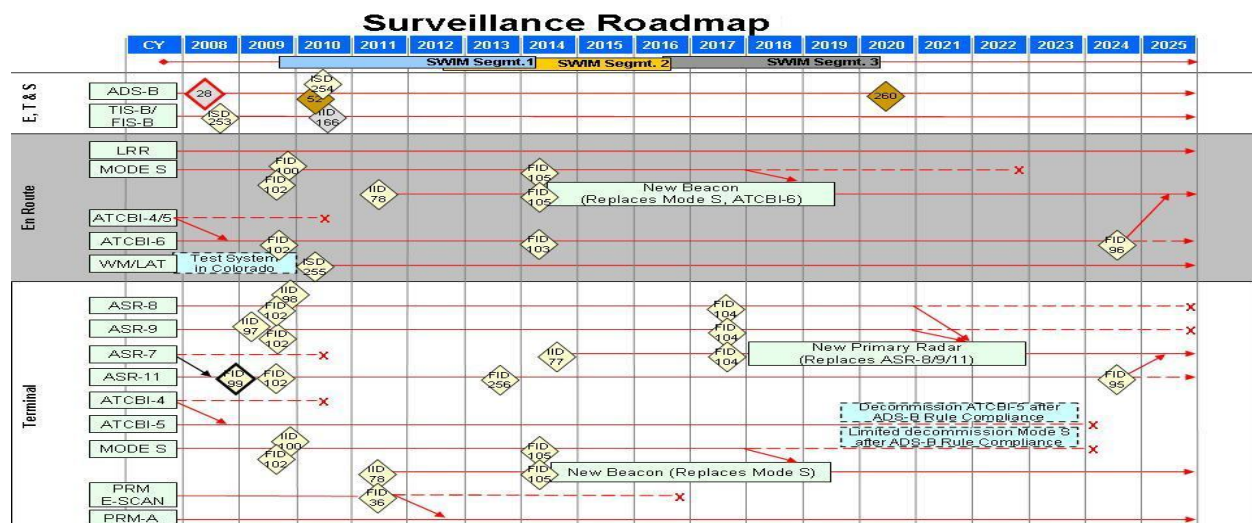 Surveillance Roadmap
CY 2008 2009 2010 2011 2012 2013 2014 2015 2016 2017 2018 2019 2020 2021 2022 2023 2024 2025
SWIM Segmt. 1 SWIM Segmt. 2 SWIM Segmt. 3
E, T & S
ADS-B 28 ISD 254 52 260
TIS-B/ FIS-B ISD 253 IID 166
En Route
LRR
MODE S FID 100 FID 105
FID 102 IID 78 FID 105
New Beacon
(Replaces Mode S, ATCBI-6)
ATCBI-4/5
ATCBI-6 FID 102 FID 103 FID 96
WM/LAT
Test System
in Colorado
ISD 255
Terminal
ASR-8 IID 98 FID 102 FID 104
ASR-9 IID 97 FID 102 FID 104
ASR-7 IID 77 FID 104
New Primary Radar
(Replaces ASR-8/9/11)
ASR-11 FID 99 FID 102 FID 256 FID 95
ATCBI-4
Decommission ATCBI-5 after
ADS-B Rule Compliance
ATCBI-5
Limited decommission Mode S
after ADS-B Rule Compliance
MODE S IID 100 FID 102 FID 105
IID 78 FID 105 New Beacon (Replaces Mode S)
PRM
E-SCAN
FID 36
PRM-A